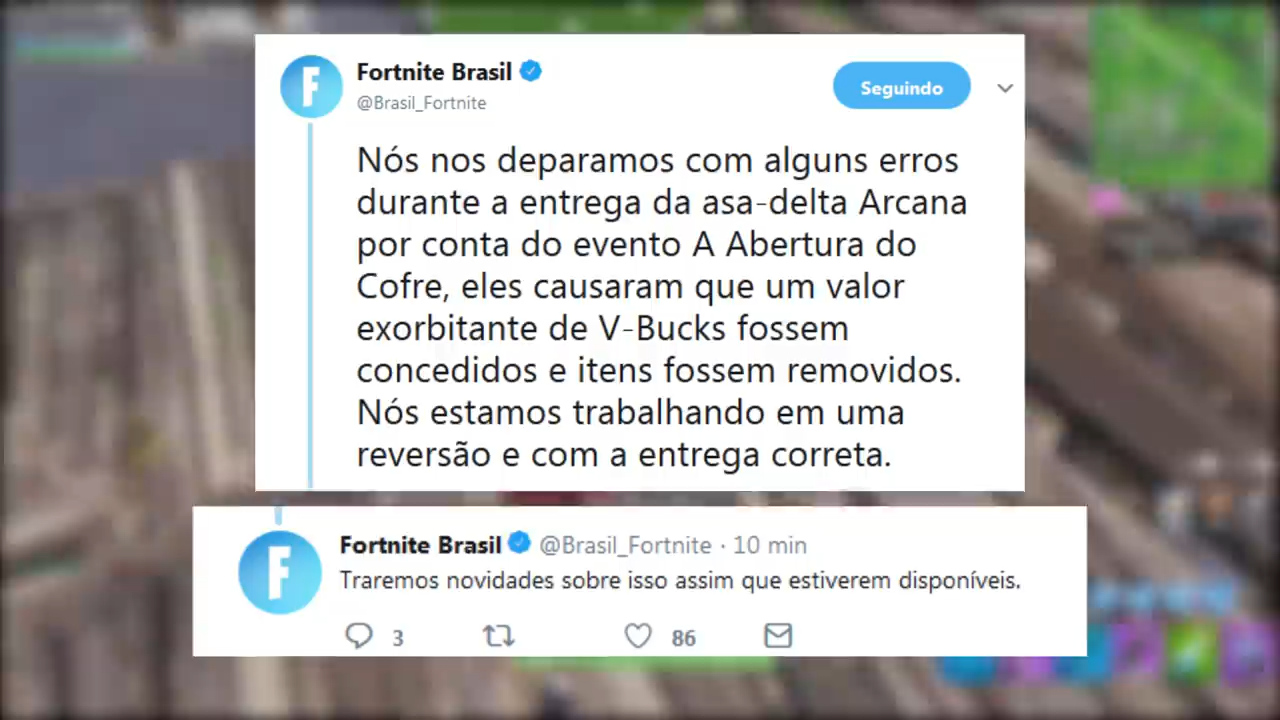 Fortnite Brasil
@Brasil_Fortnite
Seguindo
Nós nos deparamos com alguns erros
durante a entrega da asa-delta Arcana
por conta do evento A Abertura do
Cofre, eles causaram que um valor
exorbitante de V-Bucks fossem
concedidos e itens fossem removidos.
Nós estamos trabalhando em uma
reversão e com a entrega correta.
Fortnite Brasil @Brasil_Fortnite · 10 min
Traremos novidades sobre isso assim que estiverem disponíveis.
3 86